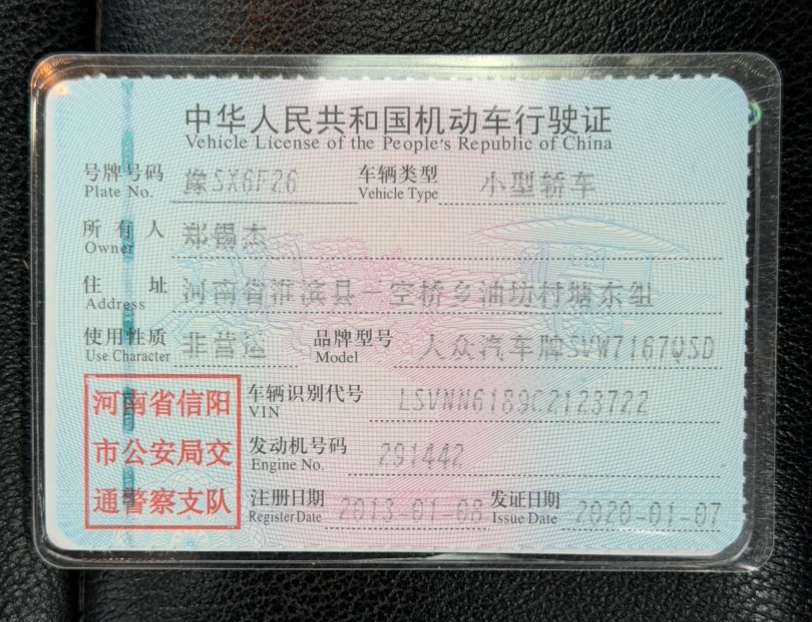 中华人民共和国机动车行驶证
Vehicle License of the People's Republic of China
号牌号码 豫SX6F26 车辆类型 小型轿车
Plate No. Vehicle Type
所有人 郑锡杰
Owner
住址 河南省淮滨县三空桥乡油坊村塘东组
Address
使用性质 非营运 品牌型号 大众汽车牌SVW7167QSD
Use Character Model
河南省信阳
市公安局交
通警察支队
车辆识别代号 LSVNN6189C2123722
VIN
发动机号码 291442
Engine No.
注册日期 2013-01-08 发证日期 2020-01-07
Register Date Issue Date